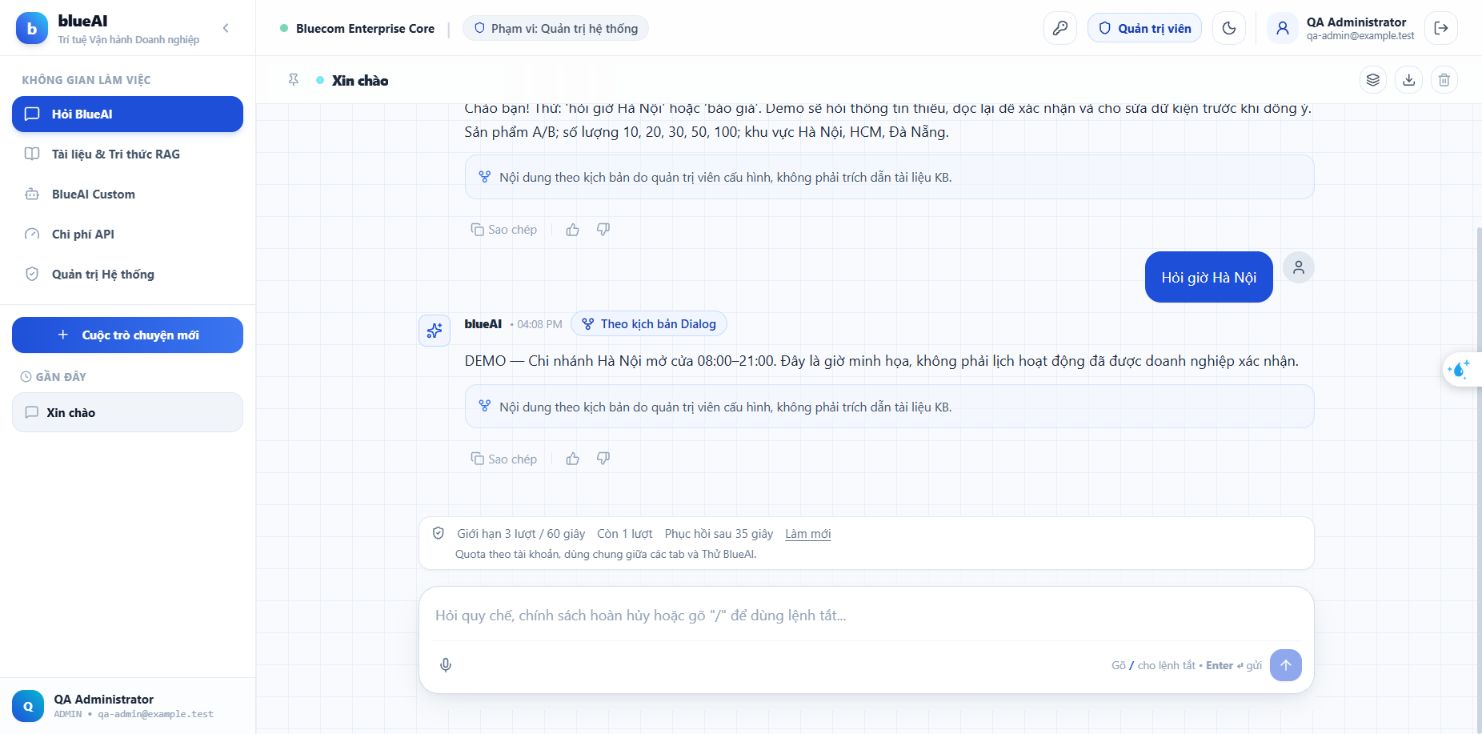 blueAI
Trí tuệ Vận hành Doanh nghiệp
Bluecom Enterprise Core
Phạm vi: Quản trị hệ thống
Quản trị viên
QA Administrator
qa-admin@example.test
KHÔNG GIAN LÀM VIỆC
Hỏi BlueAI
Tài liệu & Tri thức RAG
BlueAI Custom
Chi phí API
Quản trị Hệ thống
Cuộc trò chuyện mới
GẦN ĐÂY
Xin chào
QA Administrator
ADMIN • qa-admin@example.test
Xin chào
Chào bạn! Thử: 'hỏi giờ Hà Nội' hoặc 'báo giá'. Demo sẽ hỏi thông tin thiếu, đọc lại để xác nhận và cho sửa dữ kiện trước khi đồng ý.
Sản phẩm A/B; số lượng 10, 20, 30, 50, 100; khu vực Hà Nội, HCM, Đà Nẵng.
Nội dung theo kịch bản do quản trị viên cấu hình, không phải trích dẫn tài liệu KB.
Sao chép
Hỏi giờ Hà Nội
blueAI • 04:08 PM Theo kịch bản Dialog
DEMO — Chi nhánh Hà Nội mở cửa 08:00–21:00. Đây là giờ minh họa, không phải lịch hoạt động đã được doanh nghiệp xác nhận.
Nội dung theo kịch bản do quản trị viên cấu hình, không phải trích dẫn tài liệu KB.
Sao chép
Giới hạn 3 lượt / 60 giây Còn 1 lượt Phục hồi sau 35 giây Làm mới
Quota theo tài khoản, dùng chung giữa các tab và Thử BlueAI.
Hỏi quy chế, chính sách hoàn hủy hoặc gõ "/" để dùng lệnh tắt...
Gõ / cho lệnh tắt • Enter ↵ gửi
b
Q